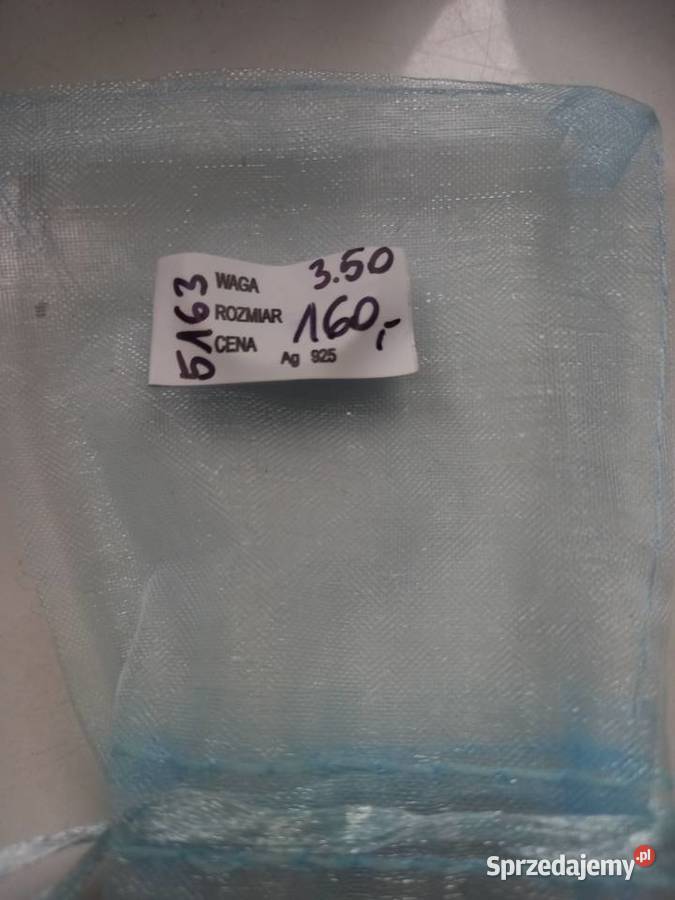 5163
WAGA 3.50
ROZMIAR 160,-
CENA
Ag 925
Sprzedajemy.pl